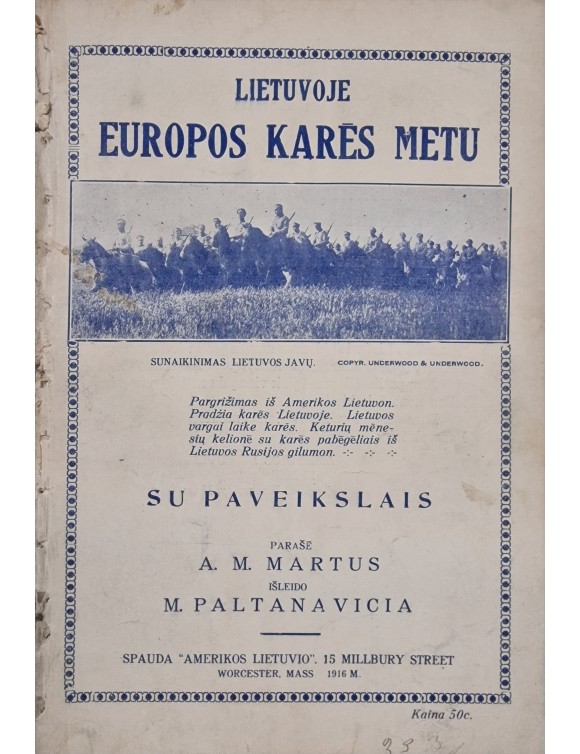 LIETUVOJE
EUROPOS KARĖS METU
SUNAIKINIMAS LIETUVOS JAVŲ. COPYR. UNDERWOOD & UNDERWOOD.
Pargrižimas iš Amerikos Lietuvon.
Pradžia karės Lietuvoje. Lietuvos
vargai laike karės. Keturių mėne-
sių kelionė su karės pabėgėliais iš
Lietuvos Rusijos gilumon. -:- -:- -:-
SU PAVEIKSLAIS
PARAŠĖ
A. M. MARTUS
IŠLEIDO
M. PALTANAVICIA
SPAUDA "AMERIKOS LIETUVIO". 15 MILLBURY STREET
WORCESTER, MASS 1916 M.
Kaina 50c.